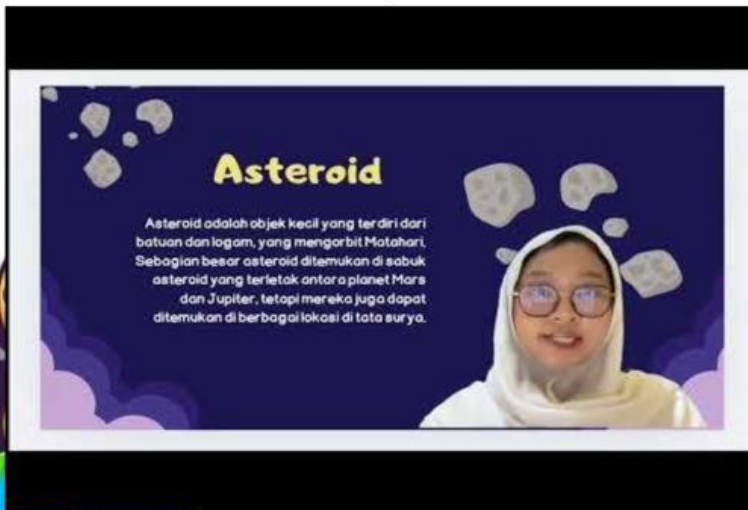 Asteroid
Asteroid adalah objek kecil yang terdiri dari
batuan dan logam, yang mengorbit Matahari.
Sebagian besar asteroid ditemukan di sabuk
asteroid yang terletak antara planet Mars
dan Jupiter, tetapi mereka juga dapat
ditemukan di berbagai lokasi di tata surya.